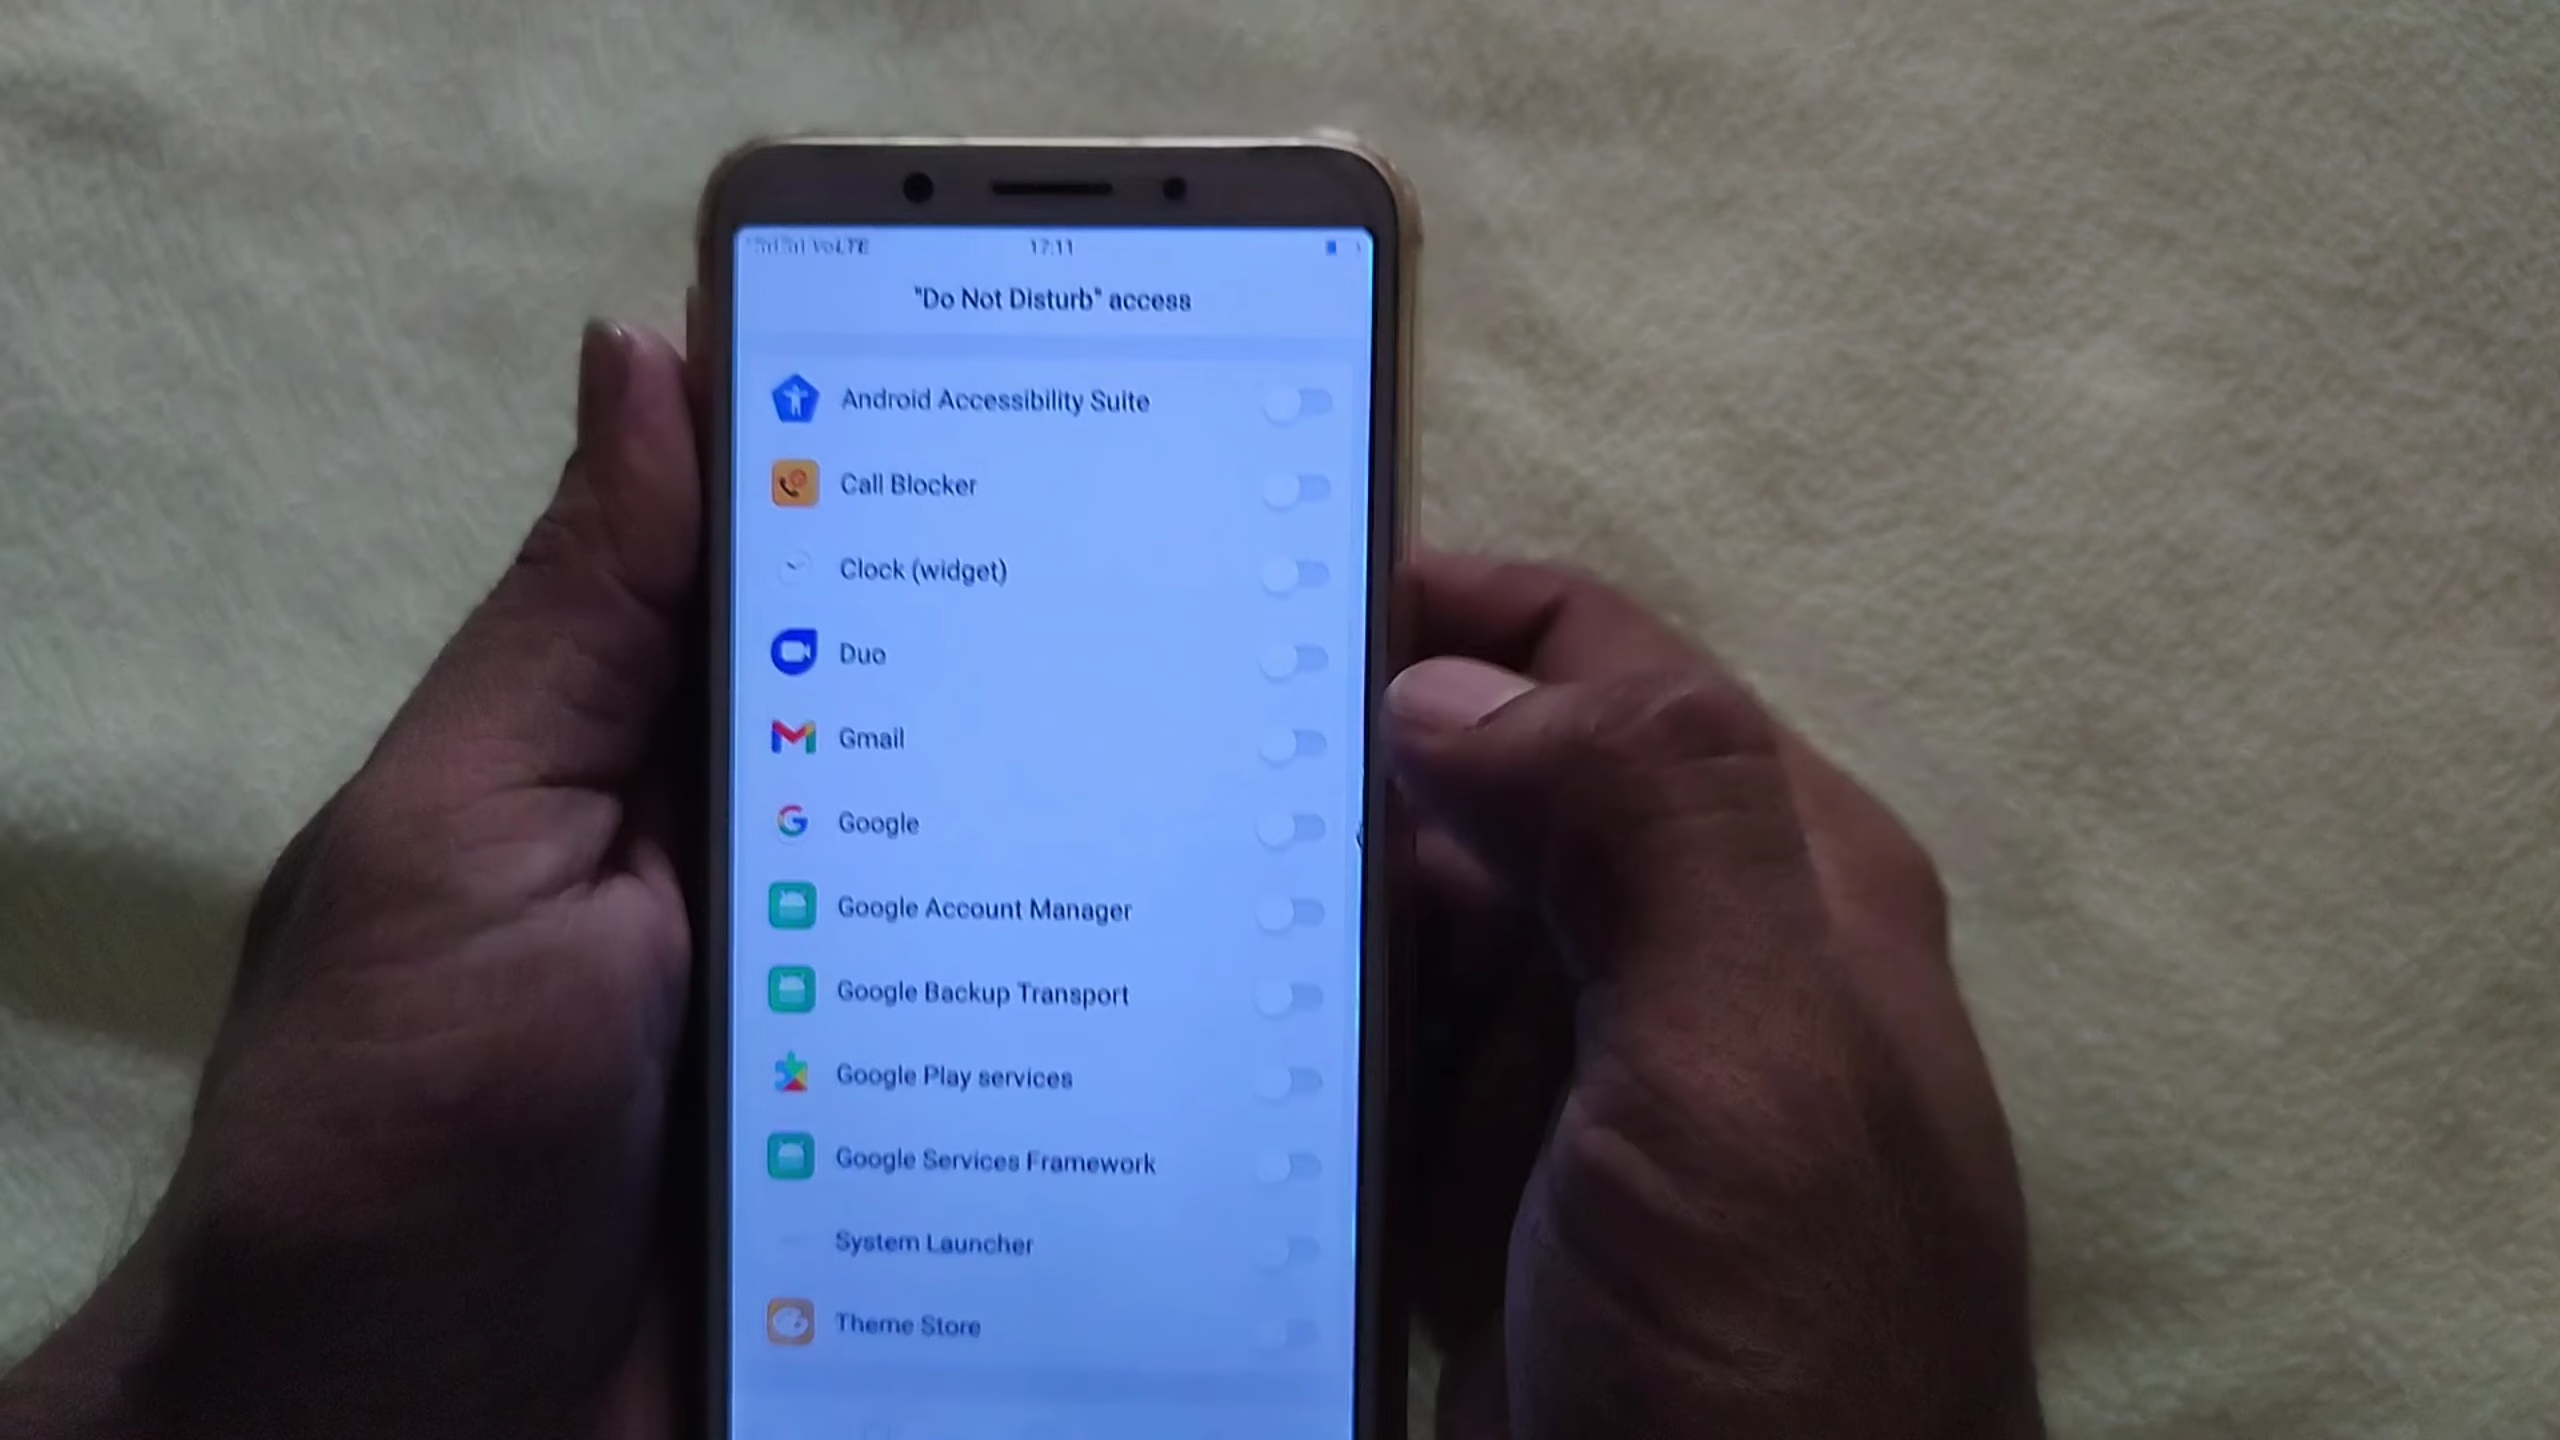 VoLTE 17:11
"Do Not Disturb" access
Android Accessibility Suite
Call Blocker
Clock (widget)
Duo
Gmail
Google
Google Account Manager
Google Backup Transport
Google Play services
Google Services Framework
System Launcher
Theme Store